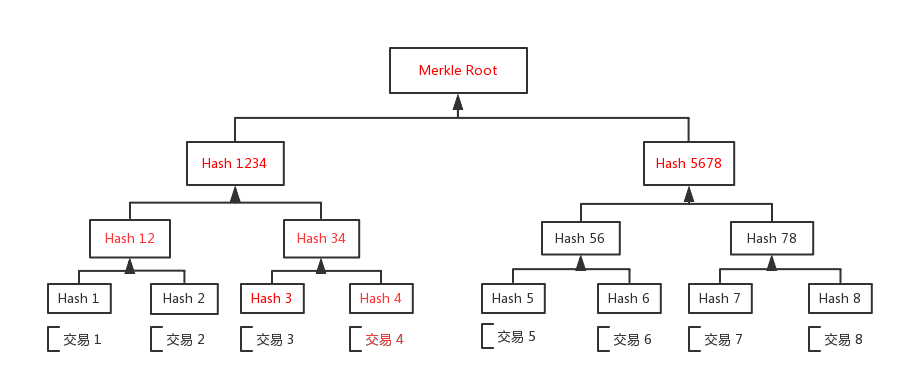 Merkle Root
Hash 1234
Hash 5678
Hash 12
Hash 34
Hash 56
Hash 78
Hash 1
Hash 2
Hash 3
Hash 4
Hash 5
Hash 6
Hash 7
Hash 8
交易 1
交易 2
交易 3
交易 4
交易 5
交易 6
交易 7
交易 8